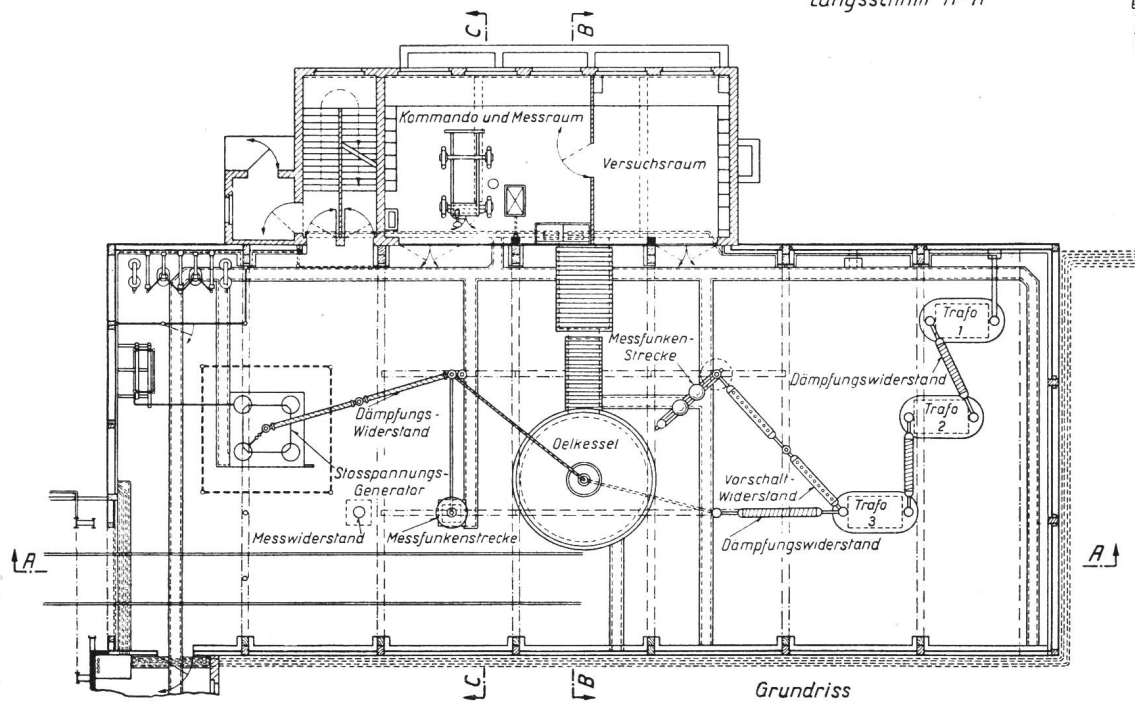 Längsschnitt A-A
C
B
Kommando und Messraum
Versuchsraum
Messfunken-
Strecke
Trafo
1
Dämpfungswiderstand
Trafo
2
Dämpfungs-
Widerstand
Oelkessel
Stosspannungs-
Generator
Vorschalt-
Widerstand
Trafo
3
Messwiderstand
Messfunkenstrecke
Dämpfungswiderstand
A
A
C
B
Grundriss